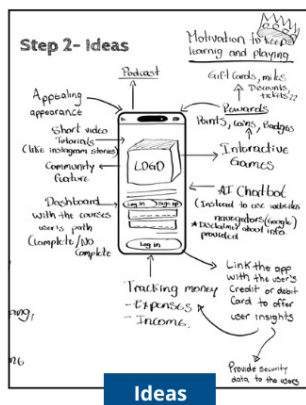 Step 2- Ideas
Motivation to keep
learnig and playing
Podcast
Gift Cards, miles
Discounts,
tickets??
Appealing
appearance
Rewards
Points, coins, Badges
Short video
Tutorials
(like instagram stories)
LOGO
Interactive
Games
Community
Feature
AI Chatbot
(Instead to use websites
navegadors (Google)
* Disclaimer about info
provided
Dashboard
with the courses
user's path
Complete/No
complete
Log in
sign up
Log in
Tracking money
- Expenses
- Income.
Link the app
with the user's
Credit or debit
Card to offer
user insights
Provide security
data to the users
Ideas